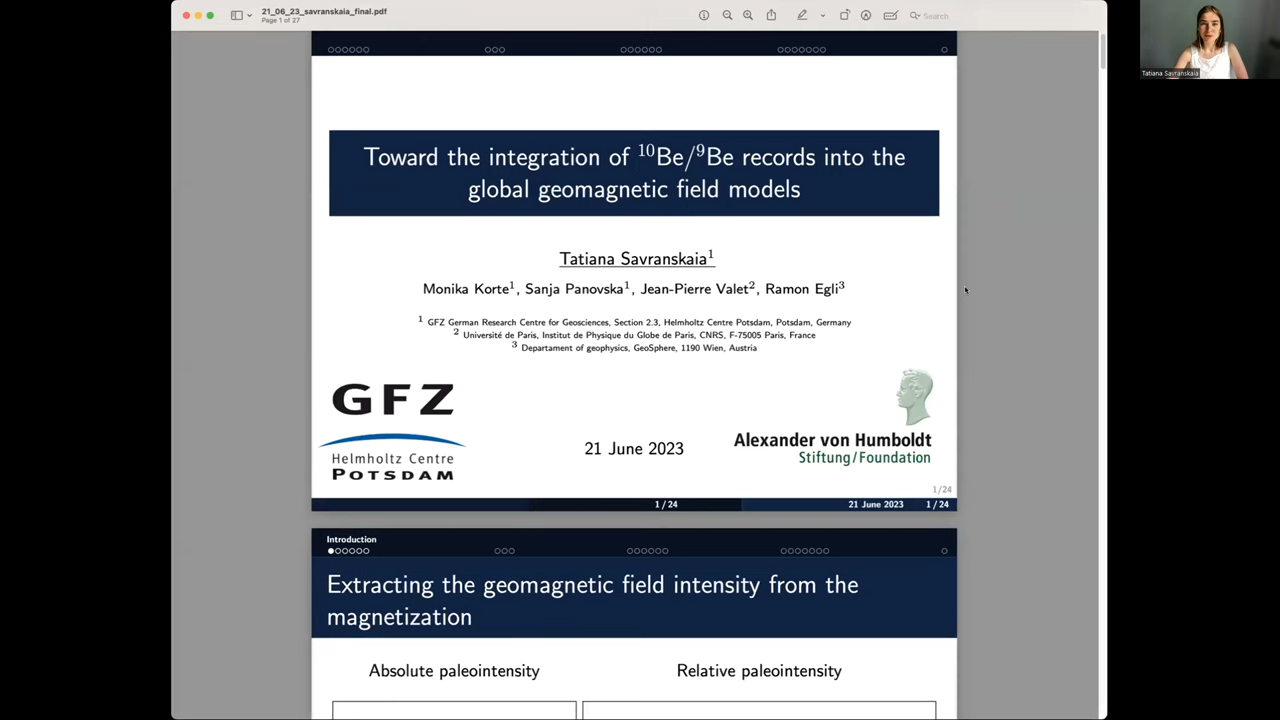 21_06_23_savranskaia_final.pdf
Page 1 of 27
Search
Tatiana Savranskaia
Toward the integration of ¹⁰Be/⁹Be records into the
global geomagnetic field models
Tatiana Savranskaia¹
Monika Korte¹, Sanja Panovska¹, Jean-Pierre Valet², Ramon Egli³
¹ GFZ German Research Centre for Geosciences, Section 2.3, Helmholtz Centre Potsdam, Potsdam, Germany
² Université de Paris, Institut de Physique du Globe de Paris, CNRS, F-75005 Paris, France
³ Departament of geophysics, GeoSphere, 1190 Wien, Austria
GFZ
Helmholtz Centre
POTSDAM
21 June 2023
Alexander von Humboldt
Stiftung/Foundation
1/24
1 / 24
21 June 2023
1 / 24
Introduction
Extracting the geomagnetic field intensity from the
magnetization
Absolute paleointensity
Relative paleointensity